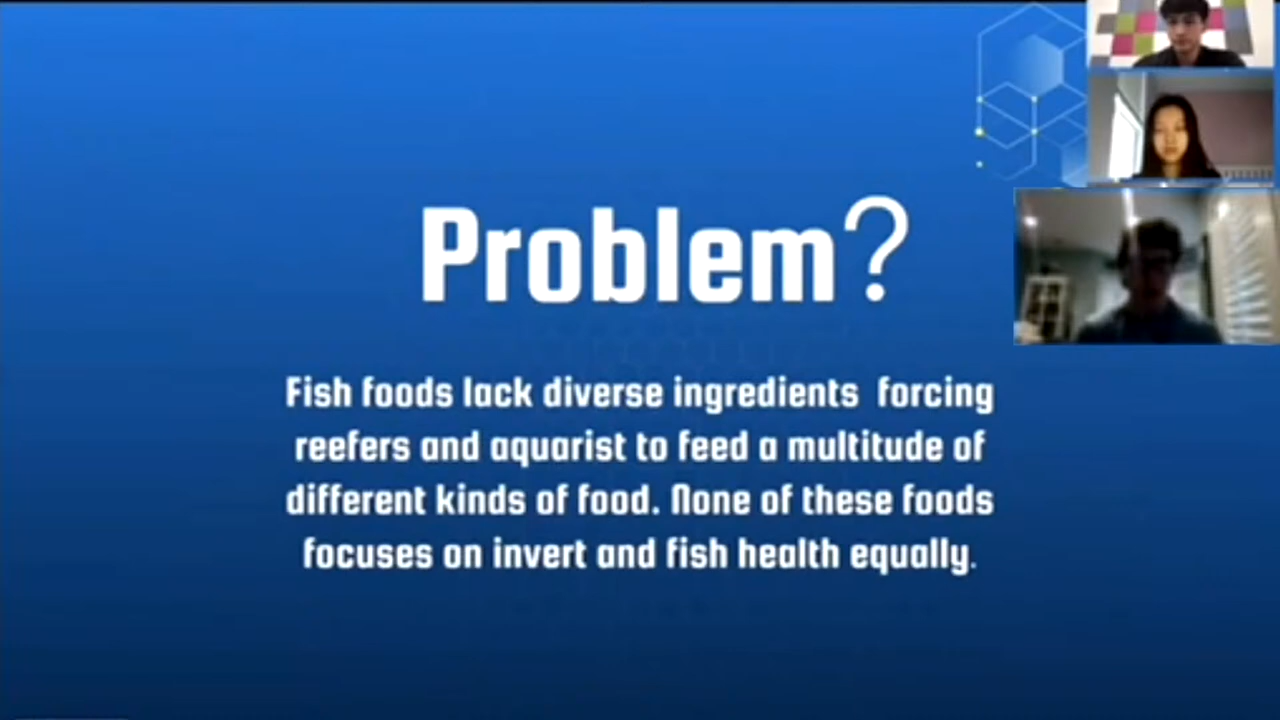 Problem?
Fish foods lack diverse ingredients forcing
reefers and aquarist to feed a multitude of
different kinds of food. None of these foods
focuses on invert and fish health equally.